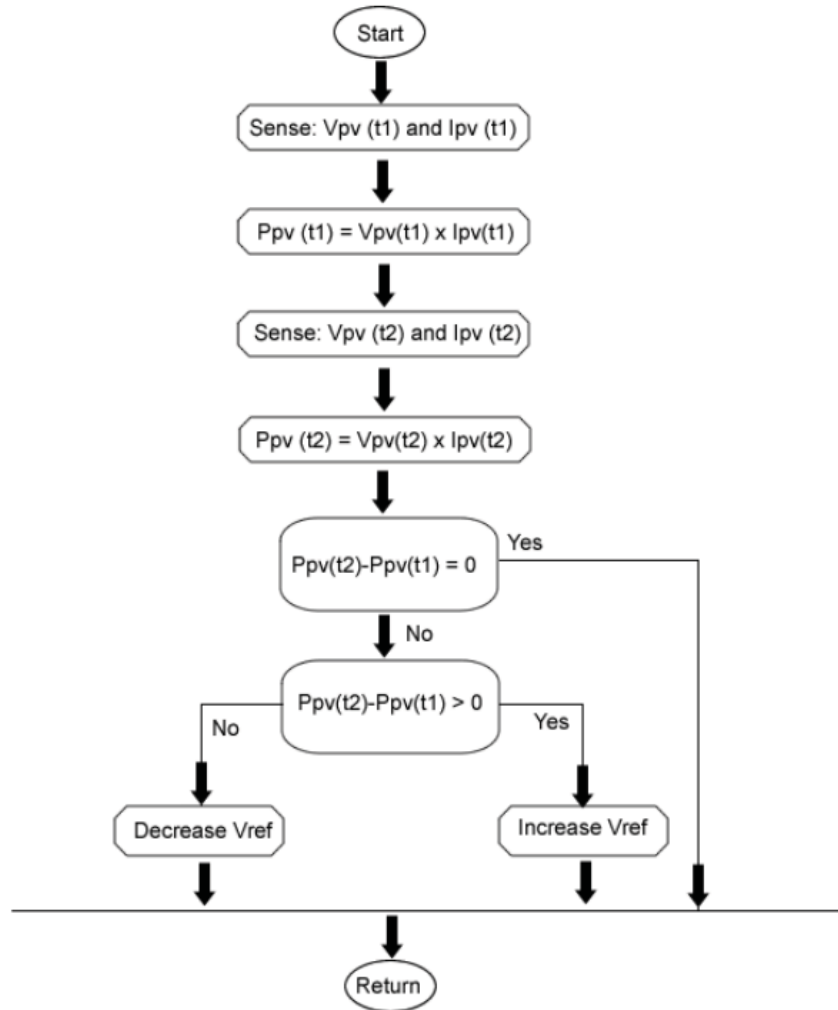 Start
Sense: Vpv (t1) and Ipv (t1)
Ppv (t1) = Vpv(t1) x Ipv(t1)
Sense: Vpv (t2) and Ipv (t2)
Ppv (t2) = Vpv(t2) x Ipv(t2)
Ppv(t2)-Ppv(t1) = 0
Yes
No
Ppv(t2)-Ppv(t1) > 0
No
Yes
Decrease Vref
Increase Vref
Return